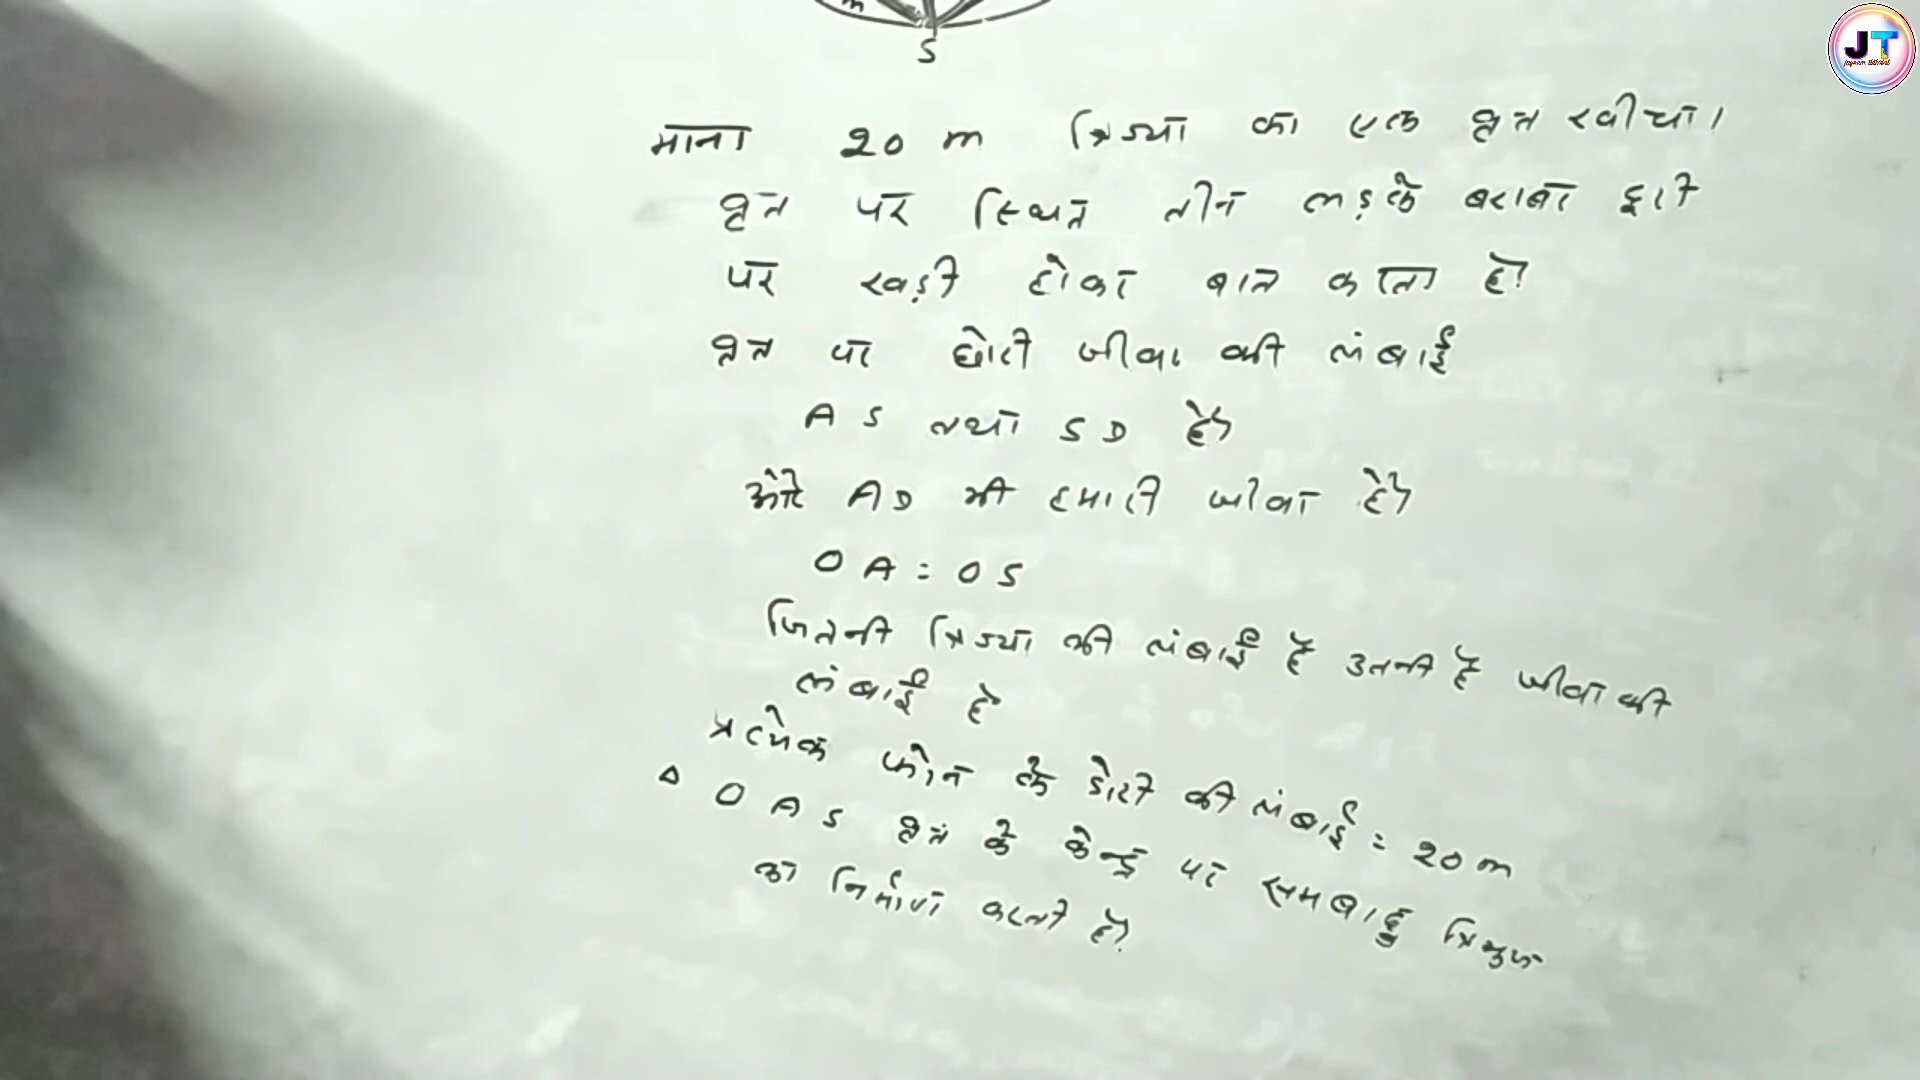 m
S
JT
माना 20 m त्रिज्या का एक वृत्त खीचा।
वृत्त पर स्थित तीन लड़के बराबर दूरी
पर खड़ी होकर बात करता है।
वृत्त पर छोटी जीवा की लंबाई
A S तथा S D है।
और A D भी हमारी जीवा है।
O A = O S
जितनी त्रिज्या की लंबाई है उतनी है जीवा की
लंबाई है
प्रत्येक फोन के डोरी की लंबाई = 20 m
△ O A S वृत्त के केन्द्र पर समबाहु त्रिभुज
का निर्माण करती है।